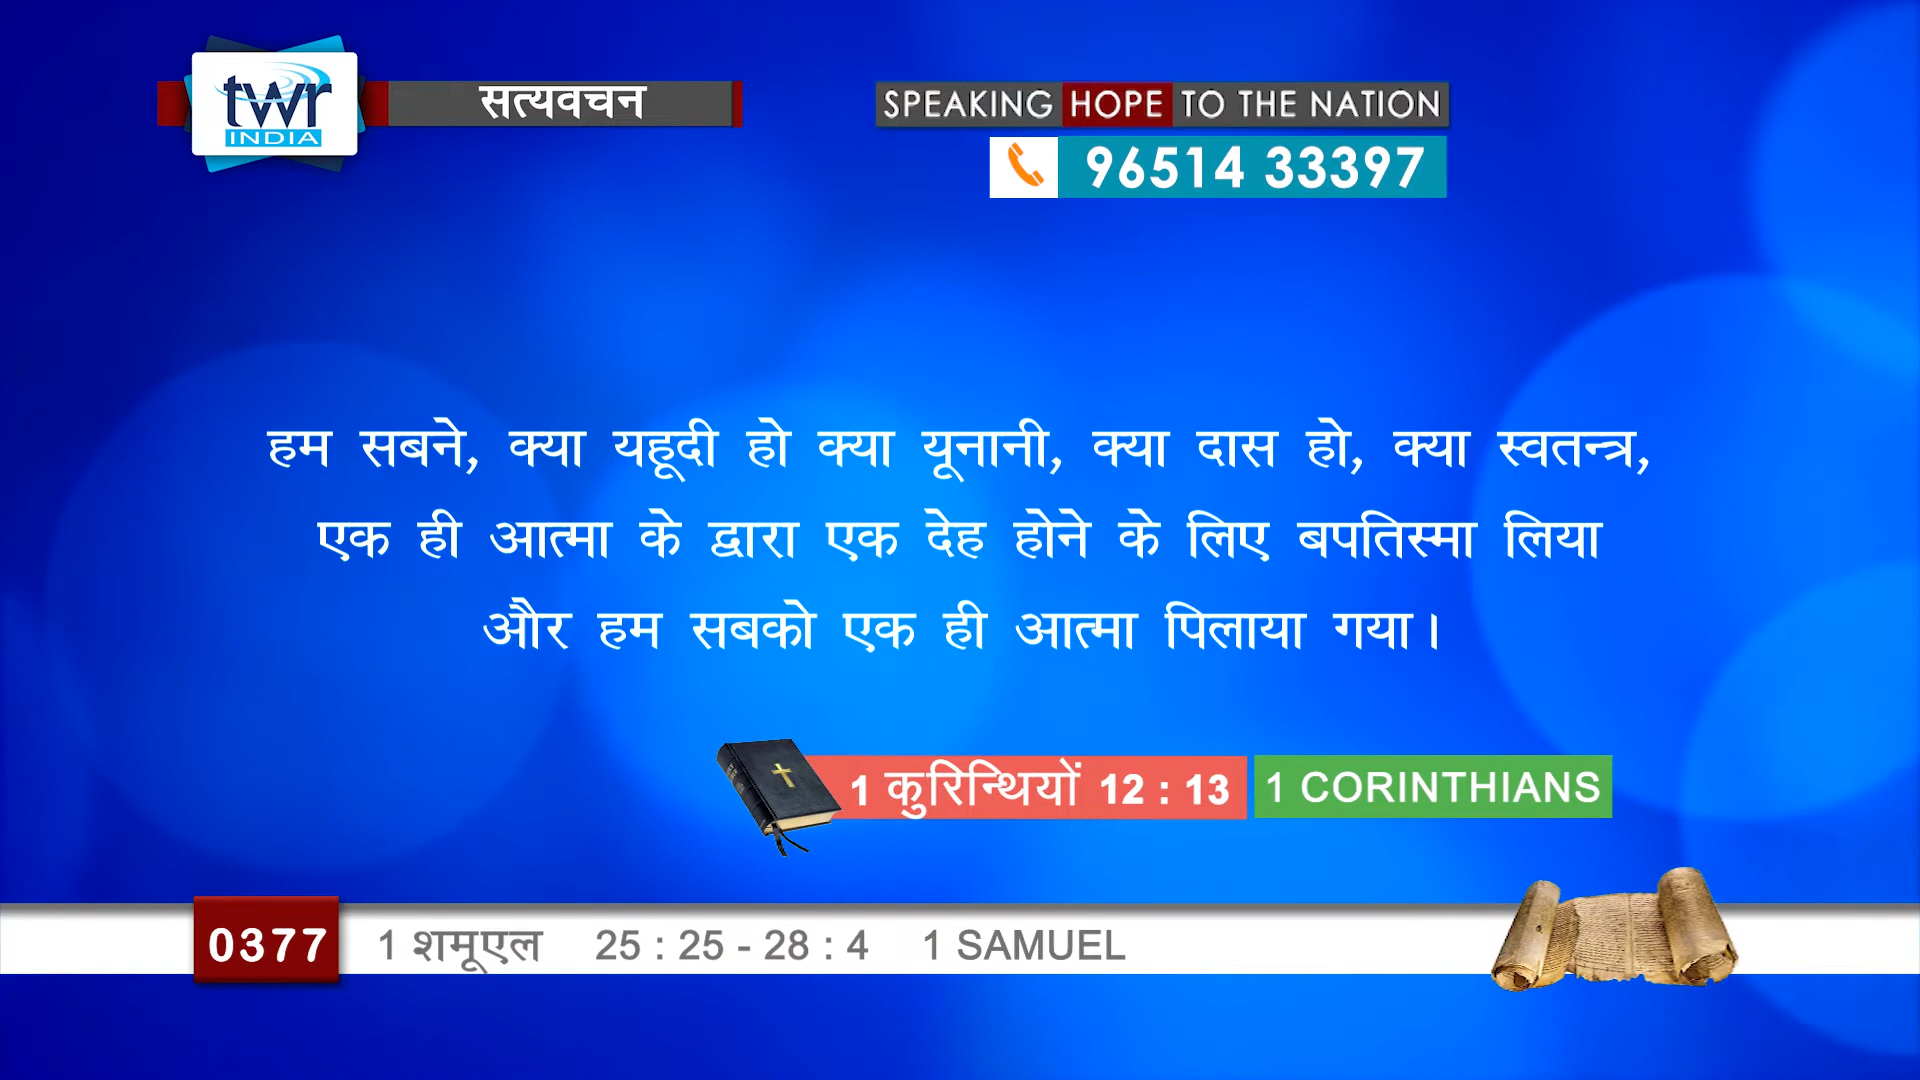 twr
INDIA
सत्यवचन
SPEAKING HOPE TO THE NATION
96514 33397
हम सबने, क्या यहूदी हो क्या यूनानी, क्या दास हो, क्या स्वतन्त्र,
एक ही आत्मा के द्वारा एक देह होने के लिए बपतिस्मा लिया
और हम सबको एक ही आत्मा पिलाया गया।
1 कुरिन्थियों 12 : 13 1 CORINTHIANS
0377 1 शमूएल 25 : 25 - 28 : 4 1 SAMUEL